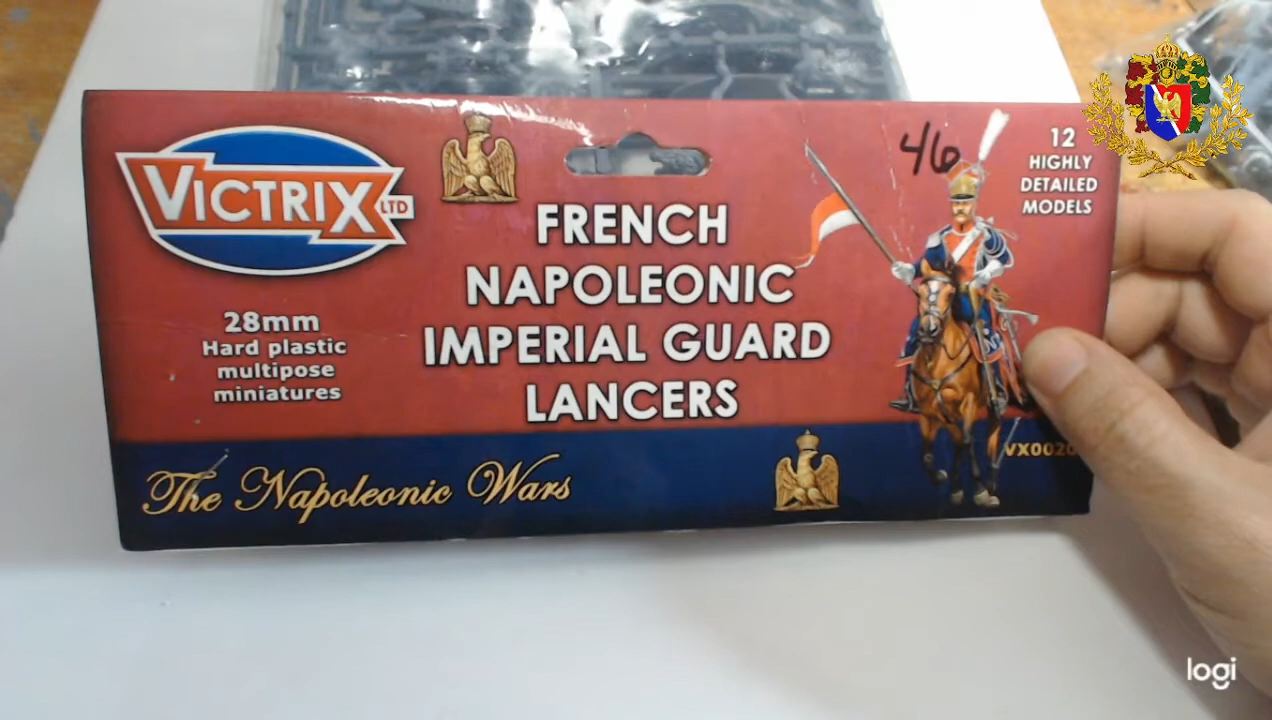 VICTRIX LTD
FRENCH
NAPOLEONIC
IMPERIAL GUARD
LANCERS
28mm
Hard plastic
multipose
miniatures
46
12
HIGHLY
DETAILED
MODELS
The Napoleonic Wars
logi